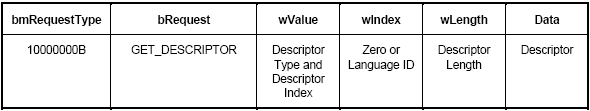 bmRequestType bRequest wValue wIndex wLength Data
10000000B GET_DESCRIPTOR Descriptor Zero or Descriptor Descriptor
Type and Language ID Length
Descriptor
Index